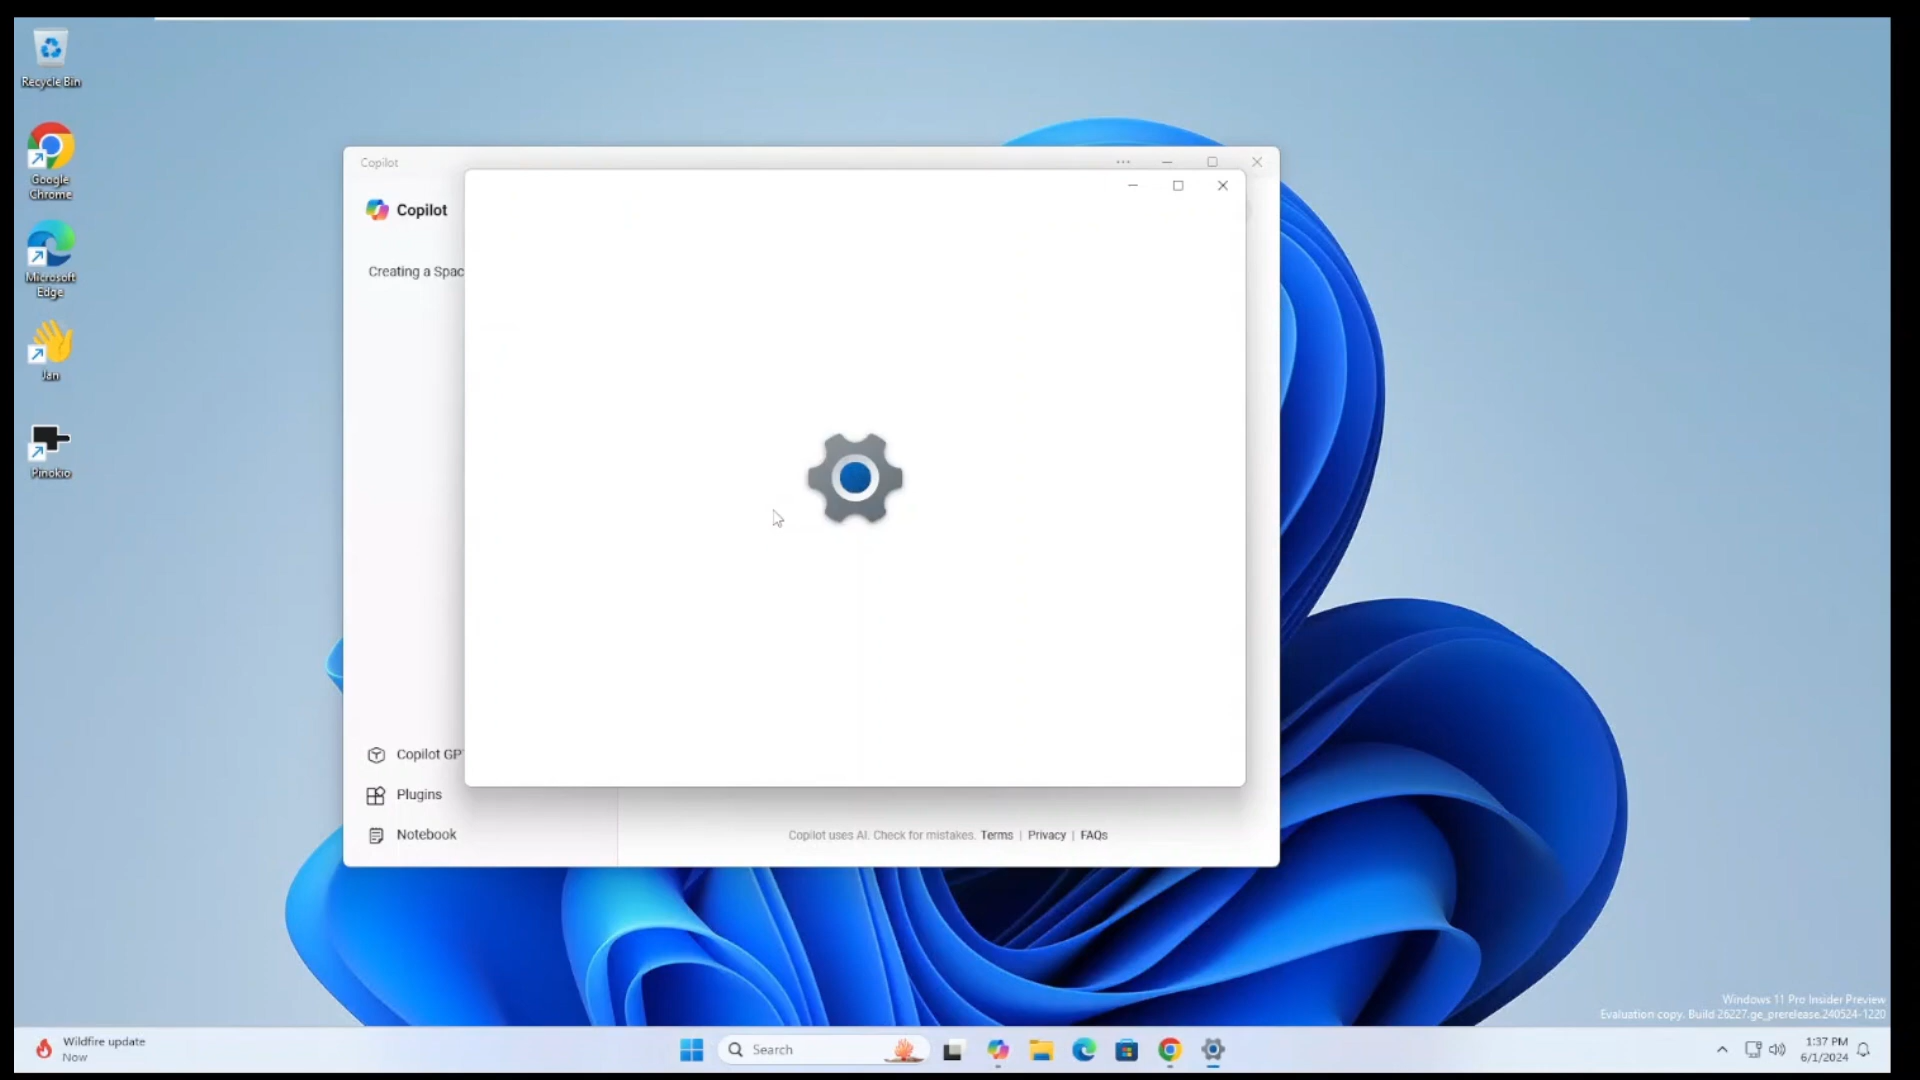 Recycle Bin
Google
Chrome
Microsoft
Edge
Jan
Pinokio
Copilot
Copilot
Creating a Spac
Copilot GP
Plugins
Notebook
Copilot uses AI. Check for mistakes. Terms | Privacy | FAQs
Windows 11 Pro Insider Preview
Evaluation copy. Build 26227.ge_prerelease.240524-1220
Wildfire update
Now
Search
1:37 PM
6/1/2024